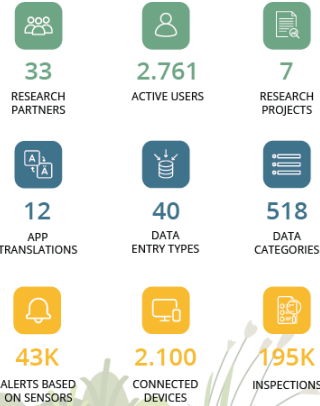 33
RESEARCH
PARTNERS
2.761
ACTIVE USERS
7
RESEARCH
PROJECTS
A
A
12
APP
TRANSLATIONS
40
DATA
ENTRY TYPES
518
DATA
CATEGORIES
43K
ALERTS BASED
ON SENSORS
2.100
CONNECTED
DEVICES
195K
INSPECTIONS